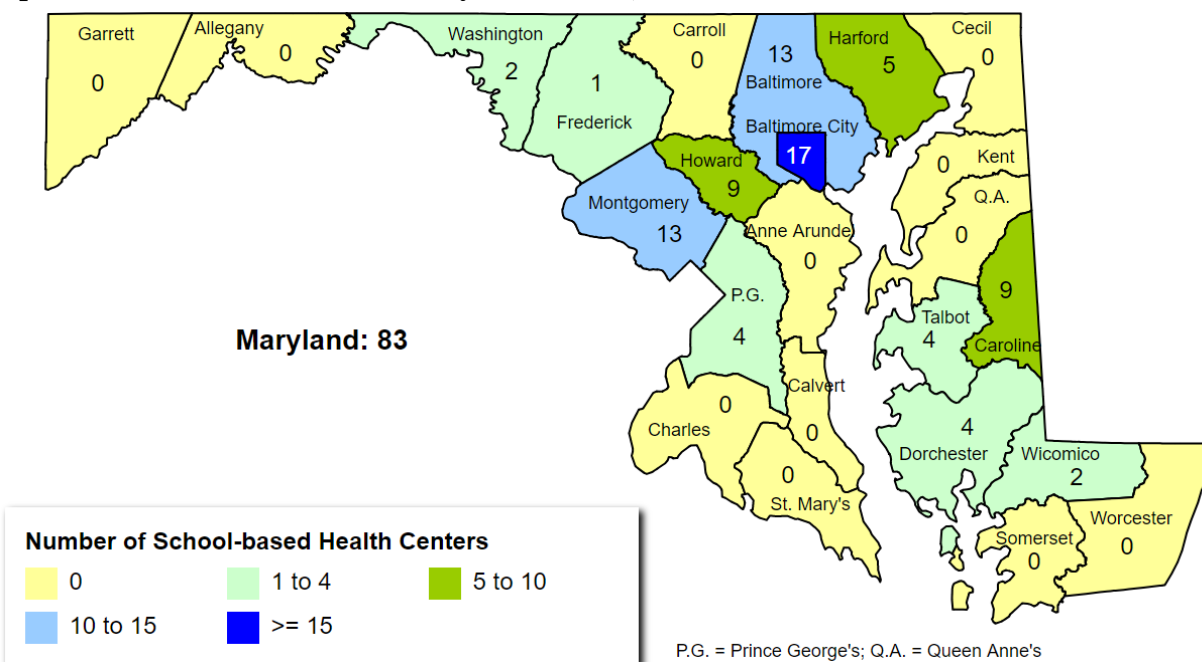 Garrett
0
Allegany
0
Washington
2
1
Frederick
Carroll
0
13
Baltimore
Harford
5
Cecil
0
Baltimore City
17
Howard
9
Montgomery
13
Anne Arunde
0
0
Kent
Q.A.
0
9
Caroline
P.G.
4
Talbot
4
Maryland: 83
Calvert
0
0
Charles
0
St. Mary's
4
Dorchester
Wicomico
2
Worcester
0
Somerset
0
Number of School-based Health Centers
0
1 to 4
5 to 10
10 to 15
>= 15
P.G. = Prince George's; Q.A. = Queen Anne's